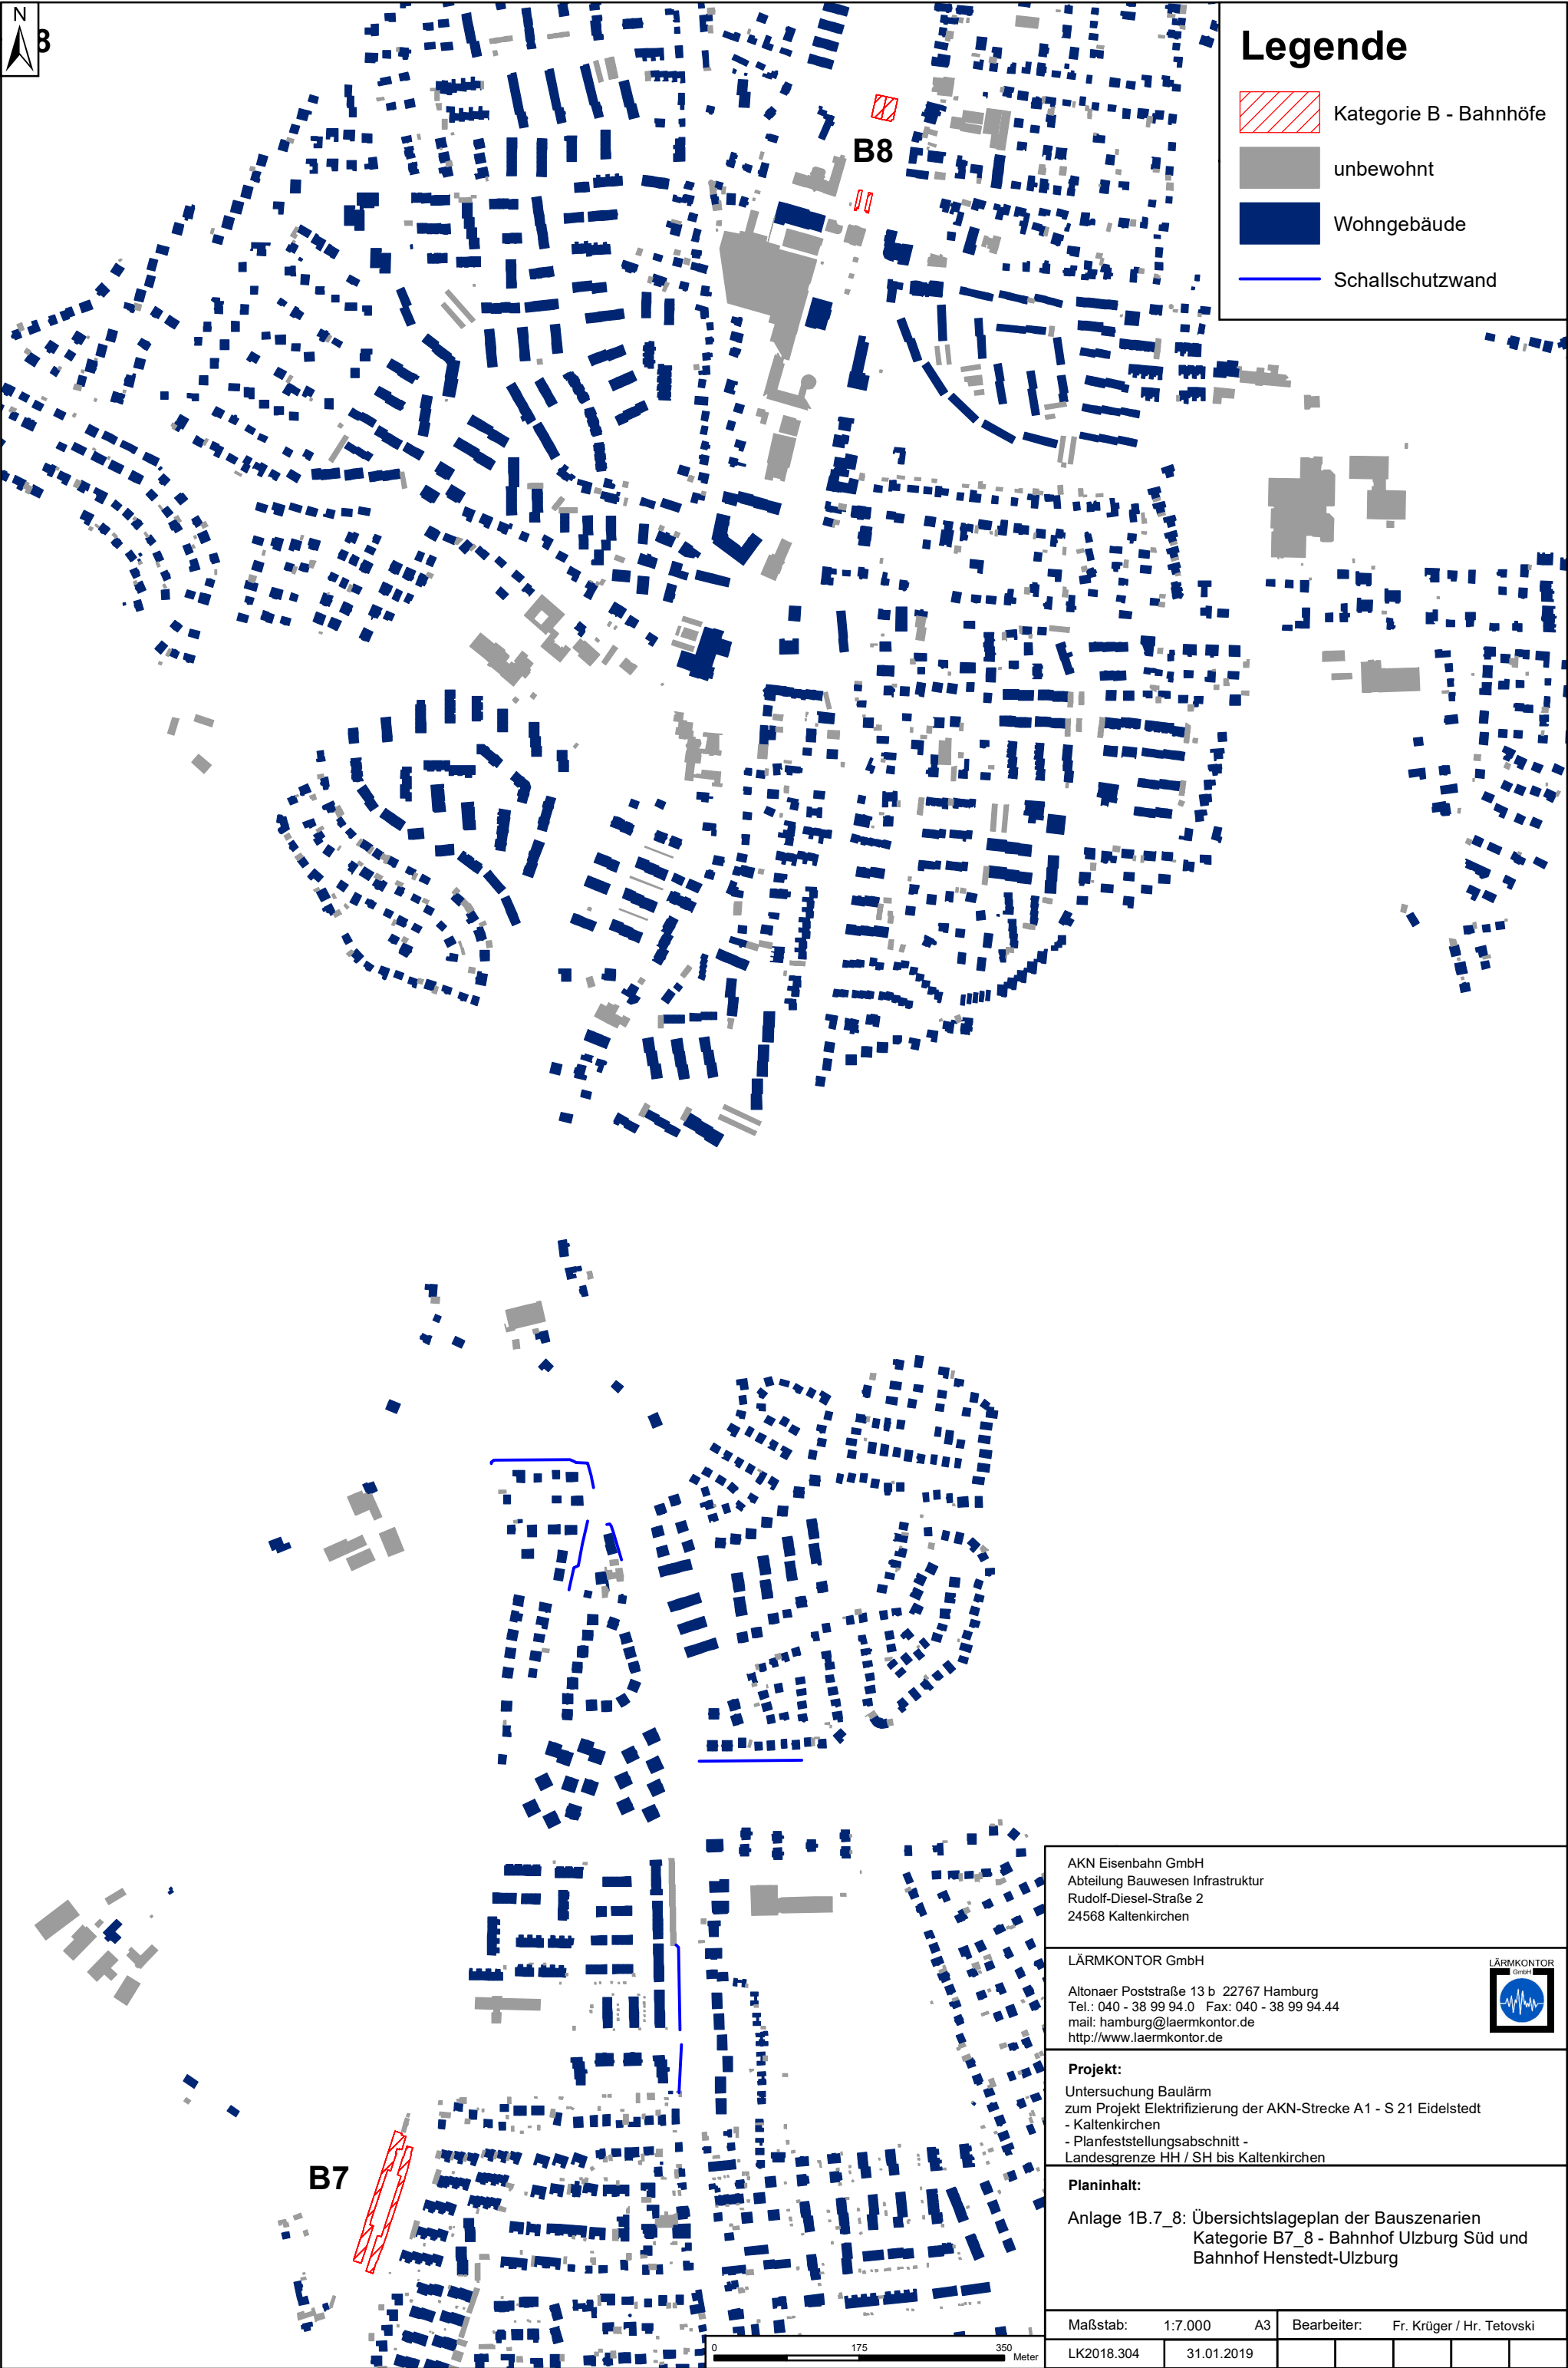 N
8
Legende
Kategorie B - Bahnhöfe
unbewohnt
Wohngebäude
Schallschutzwand
B8
B7
AKN Eisenbahn GmbH
Abteilung Bauwesen Infrastruktur
Rudolf-Diesel-Straße 2
24568 Kaltenkirchen
LÄRMKONTOR GmbH
Altonaer Poststraße 13 b 22767 Hamburg
Tel.: 040 - 38 99 94.0 Fax: 040 - 38 99 94.44
mail: hamburg@laermkontor.de
http://www.laermkontor.de
LÄRMKONTOR
GmbH
Projekt:
Untersuchung Baulärm
zum Projekt Elektrifizierung der AKN-Strecke A1 - S 21 Eidelstedt
- Kaltenkirchen
- Planfeststellungsabschnitt -
Landesgrenze HH / SH bis Kaltenkirchen
Planinhalt:
Anlage 1B.7_8: Übersichtslageplan der Bauszenarien
Kategorie B7_8 - Bahnhof Ulzburg Süd und
Bahnhof Henstedt-Ulzburg
Maßstab: 1:7.000 A3 Bearbeiter: Fr. Krüger / Hr. Tetovski
LK2018.304 31.01.2019
0 175 350
Meter